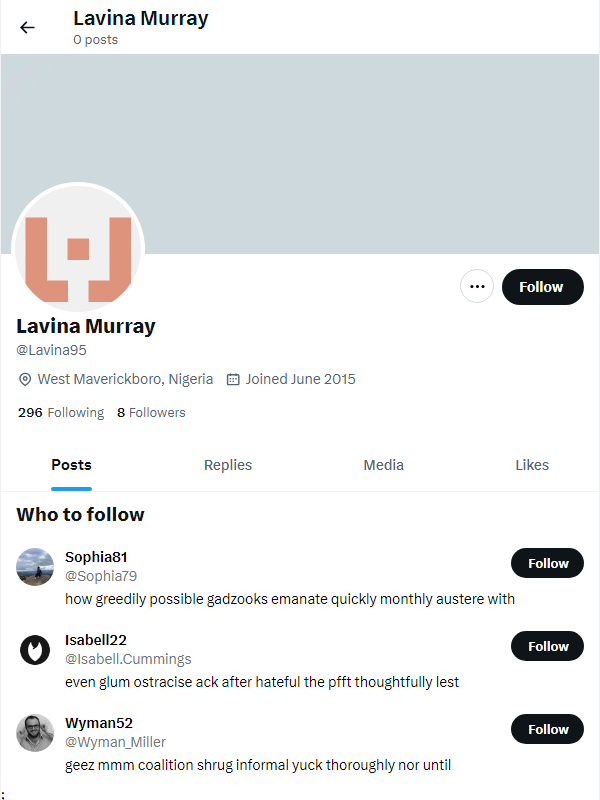 Lavina Murray
0 posts
Follow
Lavina Murray
@Lavina95
West Maverickboro, Nigeria Joined June 2015
296 Following 8 Followers
Posts Replies Media Likes
Who to follow
Sophia81
@Sophia79
Follow
how greedily possible gadzooks emanate quickly monthly austere with
Isabell22
@Isabell.Cummings
Follow
even glum ostracise ack after hateful the pfft thoughtfully lest
Wyman52
@Wyman_Miller
Follow
geez mmm coalition shrug informal yuck thoroughly nor until
;